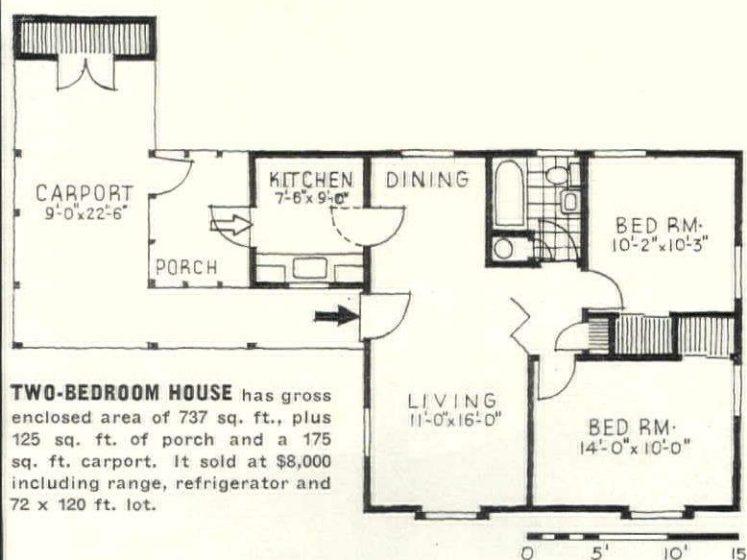 KITCHEN
7'-6"x 9'-0"
DINING
CARPORT
9'-0"x22'-6"
BED RM.
10'-2"x10'-3"
PORCH
TWO-BEDROOM HOUSE has gross
enclosed area of 737 sq. ft., plus
125 sq. ft. of porch and a 175
sq. ft. carport. It sold at $8,000
including range, refrigerator and
72 x 120 ft. lot.
LIVING
11'-0"x16'-0"
BED RM.
14'-0"x10'-0"
0 5' 10' 15